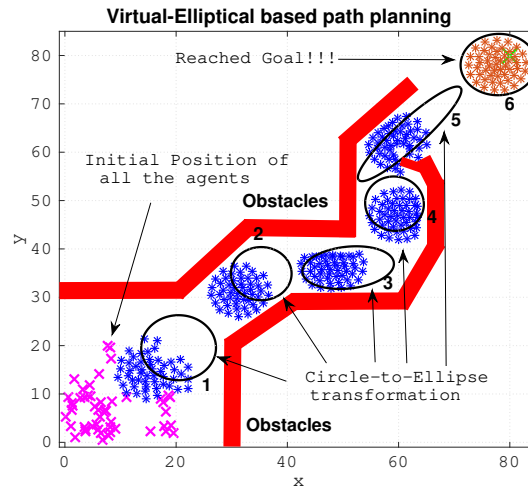 Virtual-Elliptical based path planning
80
70
60
50
40
30
20
10
0
y
Reached Goal!!!
6
5
Initial Position of
all the agents
Obstacles
4
2
3
1
Circle-to-Ellipse
transformation
Obstacles
0
20
40
60
80
x